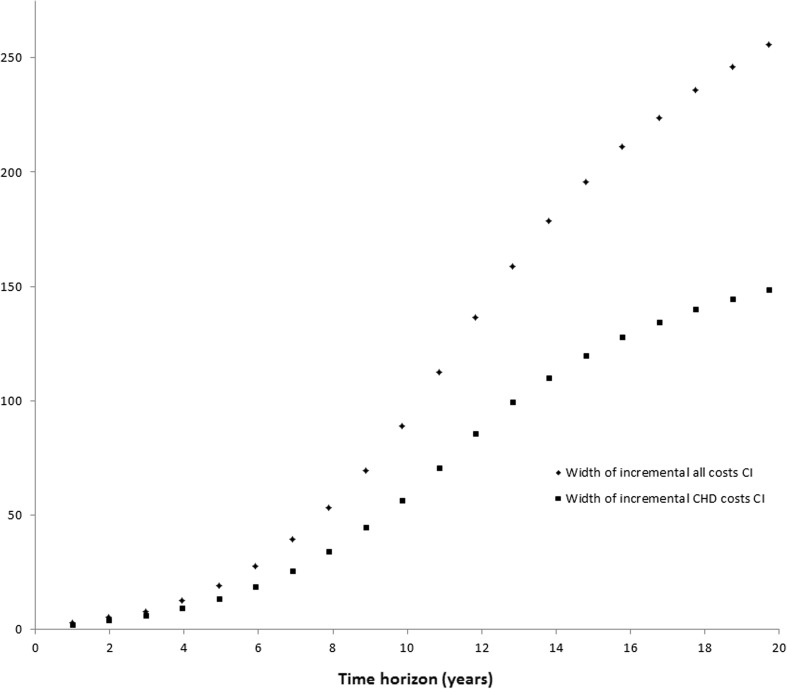 250
200
150
100
50
0
Width of incremental all costs CI
Width of incremental CHD costs CI
0 2 4 6 8 10 12 14 16 18 20
Time horizon (years)